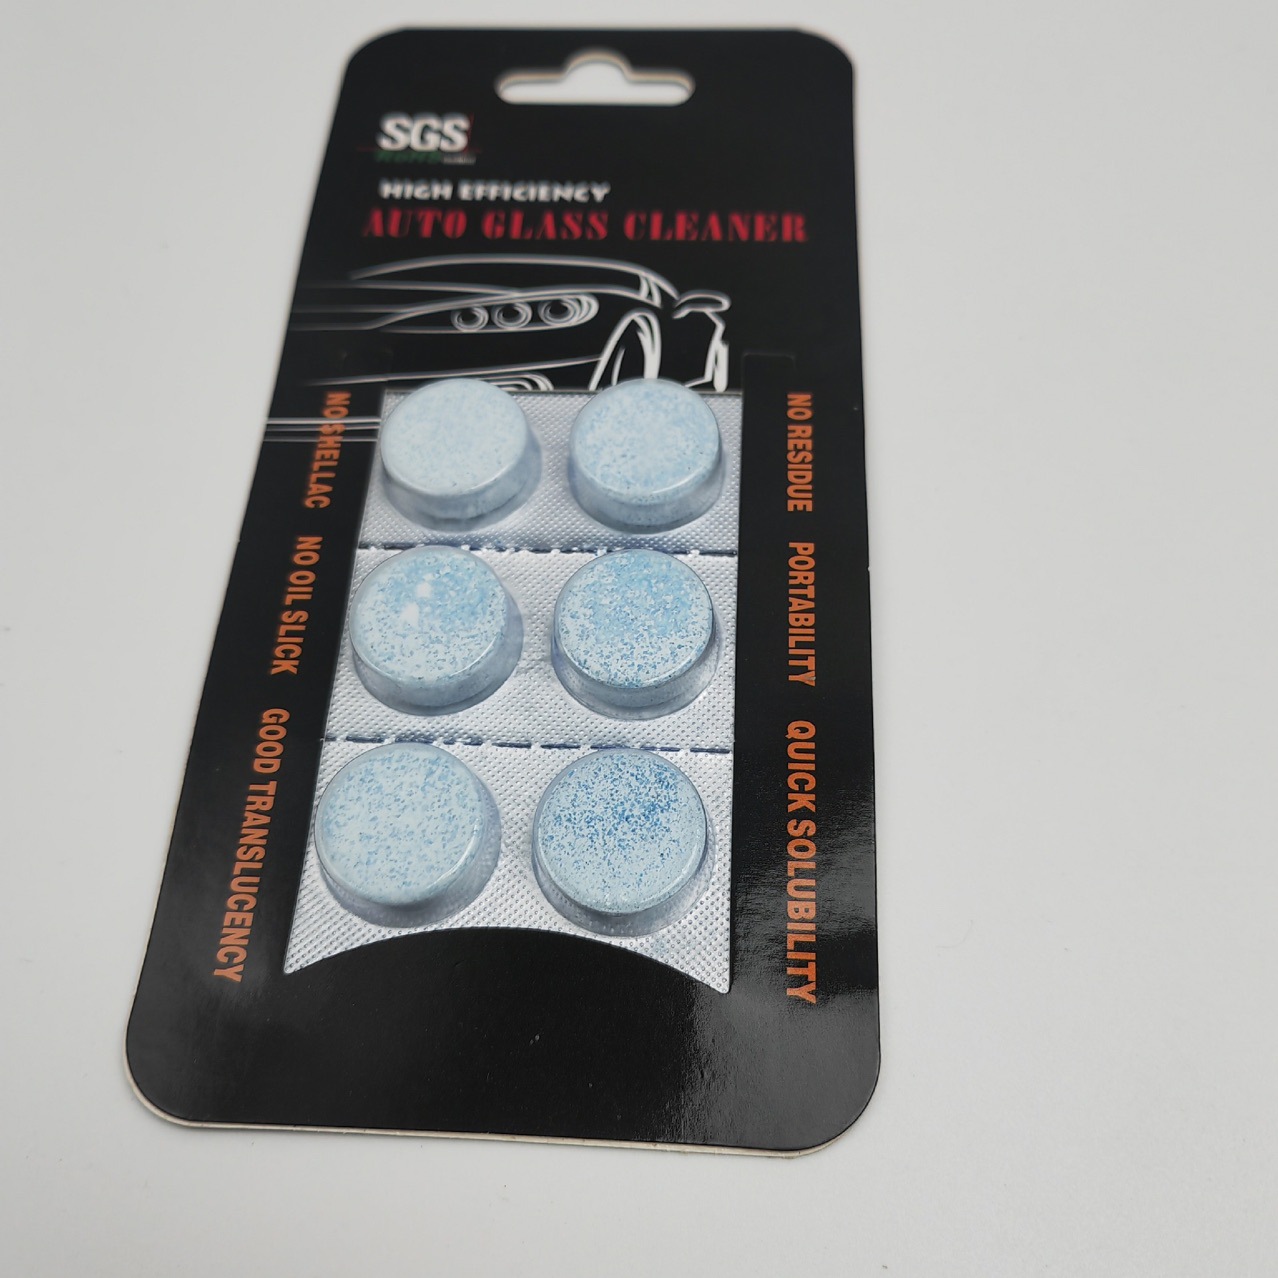 SGS
HIGH EFFICIENCY
AUTO GLASS CLEANER
NO SHELLAC NO OIL SLICK GOOD TRANSLUCENCY
NO RESIDUE PORTABILITY QUICK SOLUBILITY